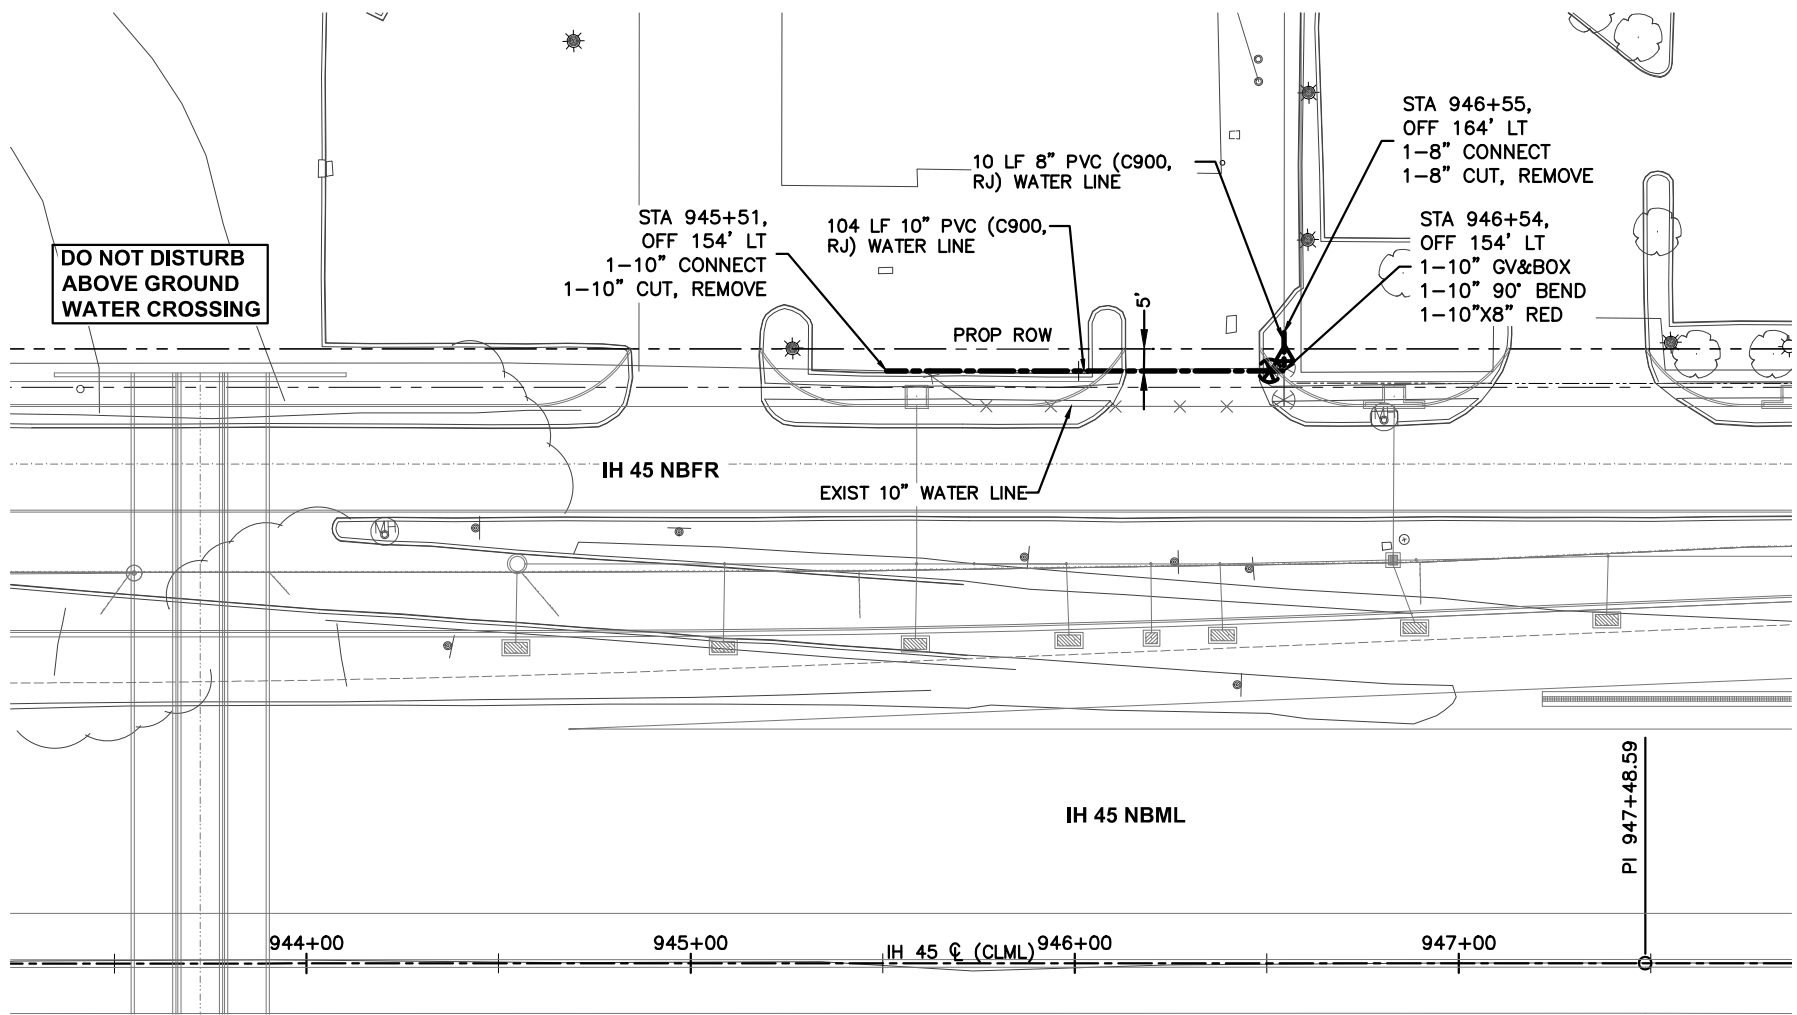 STA 946+55,
OFF 164' LT
1-8" CONNECT
1-8" CUT, REMOVE
10 LF 8" PVC (C900,
RJ) WATER LINE
STA 945+51,
OFF 154' LT
1-10" CONNECT
1-10" CUT, REMOVE
104 LF 10" PVC (C900,
RJ) WATER LINE
STA 946+54,
OFF 154' LT
1-10" GV&BOX
1-10" 90° BEND
1-10"X8" RED
DO NOT DISTURB
ABOVE GROUND
WATER CROSSING
5'
PROP ROW
MH
IH 45 NBFR
EXIST 10" WATER LINE
MH
IH 45 NBML
PI 947+48.59
944+00
945+00
IH 45 ℄ (CLML)
946+00
947+00